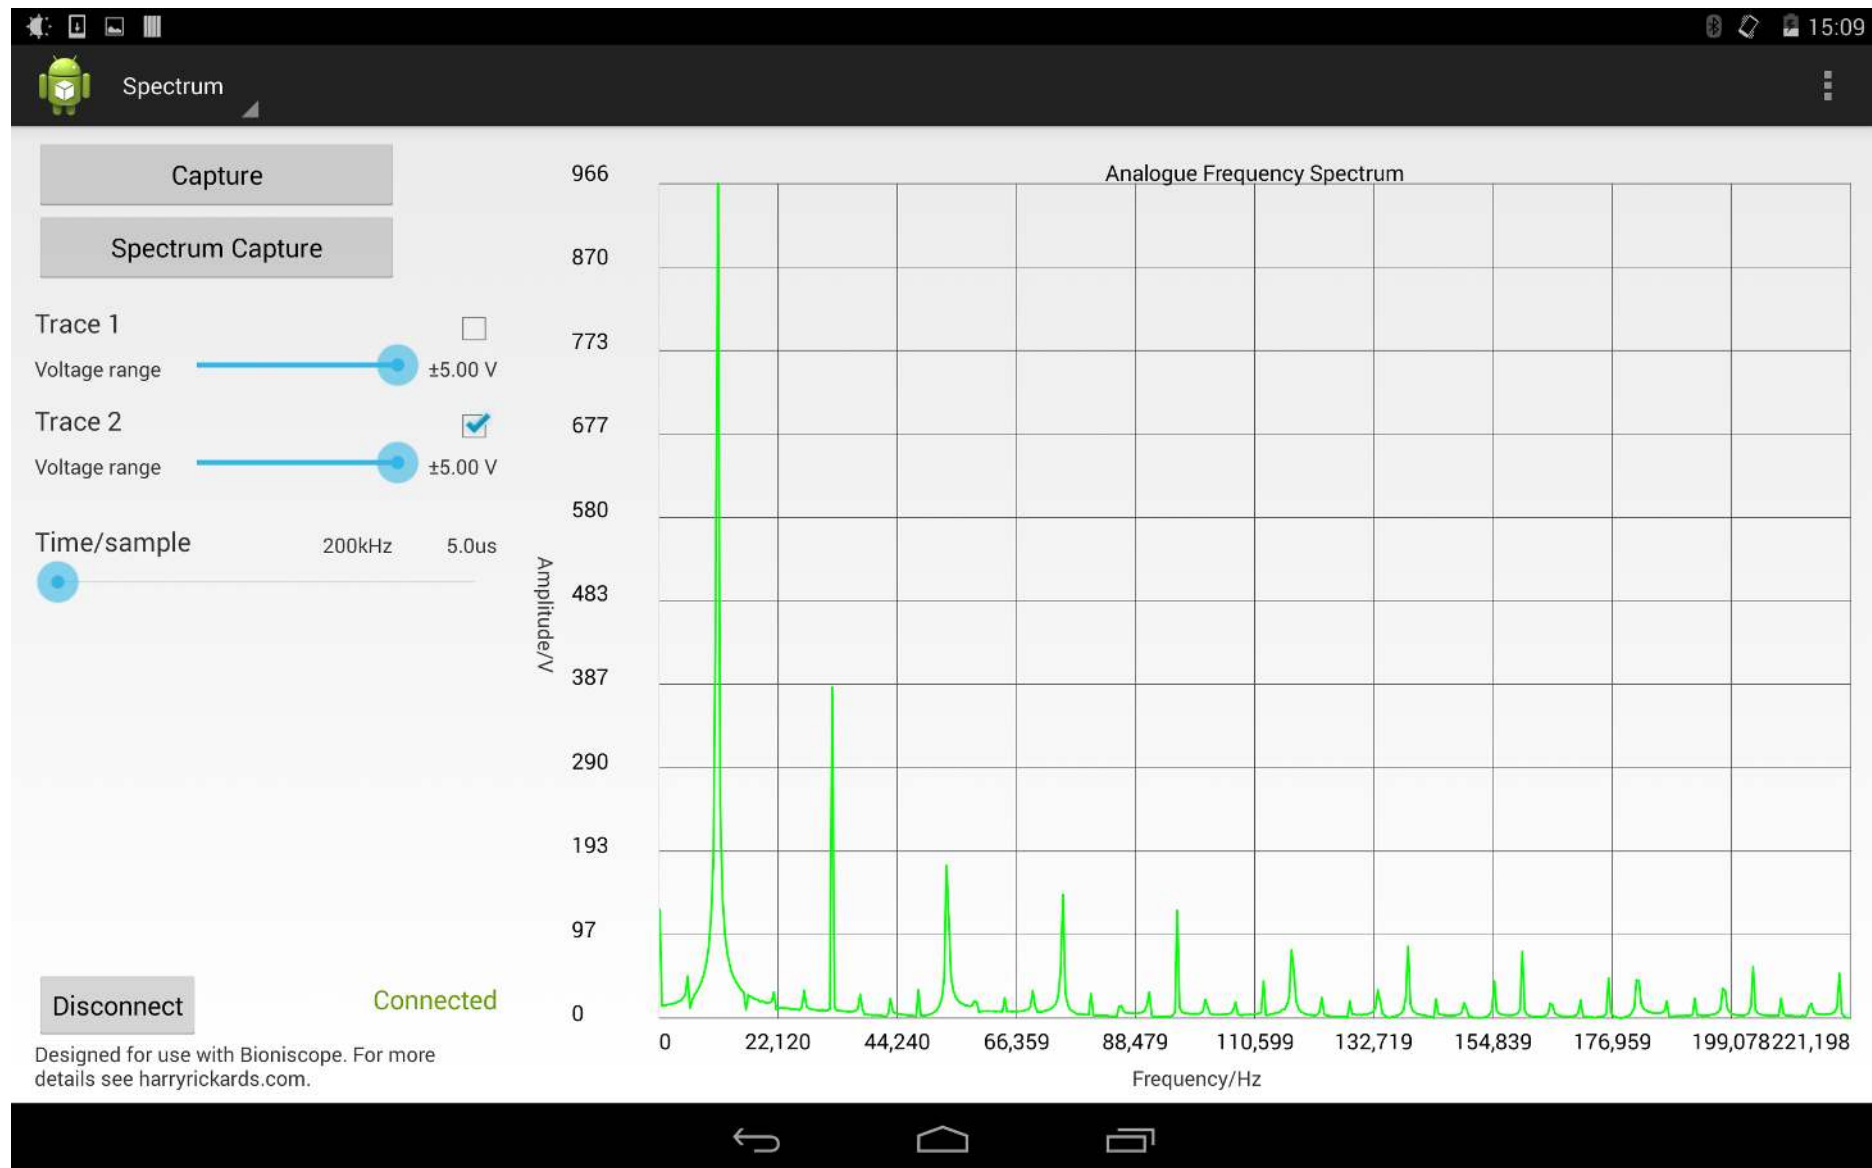 15:09
Spectrum
Capture
Spectrum Capture
Trace 1
Voltage range ±5.00 V
Trace 2
Voltage range ±5.00 V
Time/sample 200kHz 5.0us
Disconnect Connected
Designed for use with Bioniscope. For more
details see harryrickards.com.
Analogue Frequency Spectrum
966
870
773
677
580
483
387
290
193
97
0
Amplitude/V
0 22,120 44,240 66,359 88,479 110,599 132,719 154,839 176,959 199,078 221,198
Frequency/Hz